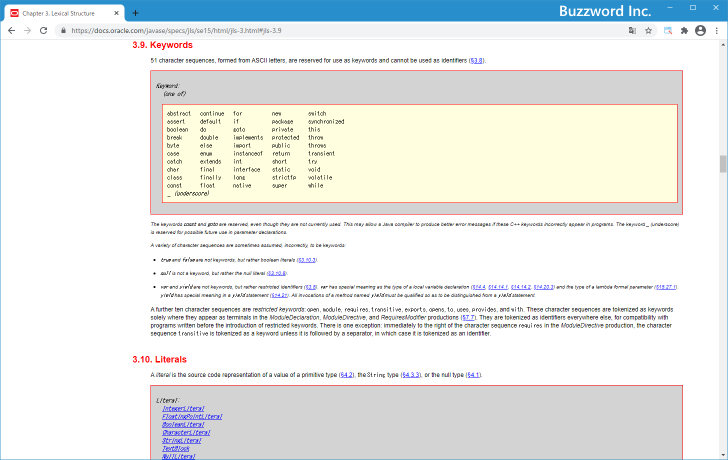 Buzzword Inc.
Chapter 3. Lexical Structure
https://docs.oracle.com/javase/specs/jls/se15/html/jls-3.html#jls-3.9
3.9. Keywords
51 character sequences, formed from ASCII letters, are reserved for use as keywords and cannot be used as identifiers (§3.8).
Keyword:
(one of)
abstract continue for new switch
assert default if package synchronized
boolean do goto private this
break double implements protected throw
byte else import public throws
case enum instanceof return transient
catch extends int short try
char final interface static void
class finally long strictfp volatile
const float native super while
_ (underscore)
The keywords const and goto are reserved, even though they are not currently used. This may allow a Java compiler to produce better error messages if these C++ keywords incorrectly appear in programs. The keyword _ (underscore)
is reserved for possible future use in parameter declarations.
A variety of character sequences are sometimes assumed, incorrectly, to be keywords:
• true and false are not keywords, but rather boolean literals (§3.10.3).
• null is not a keyword, but rather the null literal (§3.10.8).
• var and yield are not keywords, but rather restricted identifiers (§3.8). var has special meaning as the type of a local variable declaration (§14.4, §14.14.1, §14.14.2, §14.20.3) and the type of a lambda formal parameter (§15.27.1).
yield has special meaning in a yield statement (§14.21). All invocations of a method named yield must be qualified so as to be distinguished from a yield statement.
A further ten character sequences are restricted keywords: open, module, requires, transitive, exports, opens, to, uses, provides, and with. These character sequences are tokenized as keywords
solely where they appear as terminals in the ModuleDeclaration, ModuleDirective, and RequiresModifier productions (§7.7). They are tokenized as identifiers everywhere else, for compatibility with
programs written before the introduction of restricted keywords. There is one exception: immediately to the right of the character sequence requires in the ModuleDirective production, the character
sequence transitive is tokenized as a keyword unless it is followed by a separator, in which case it is tokenized as an identifier.
3.10. Literals
A literal is the source code representation of a value of a primitive type (§4.2), the String type (§4.3.3), or the null type (§4.1).
Literal:
IntegerLiteral
FloatingPointLiteral
BooleanLiteral
CharacterLiteral
StringLiteral
TextBlock
NullLiteral